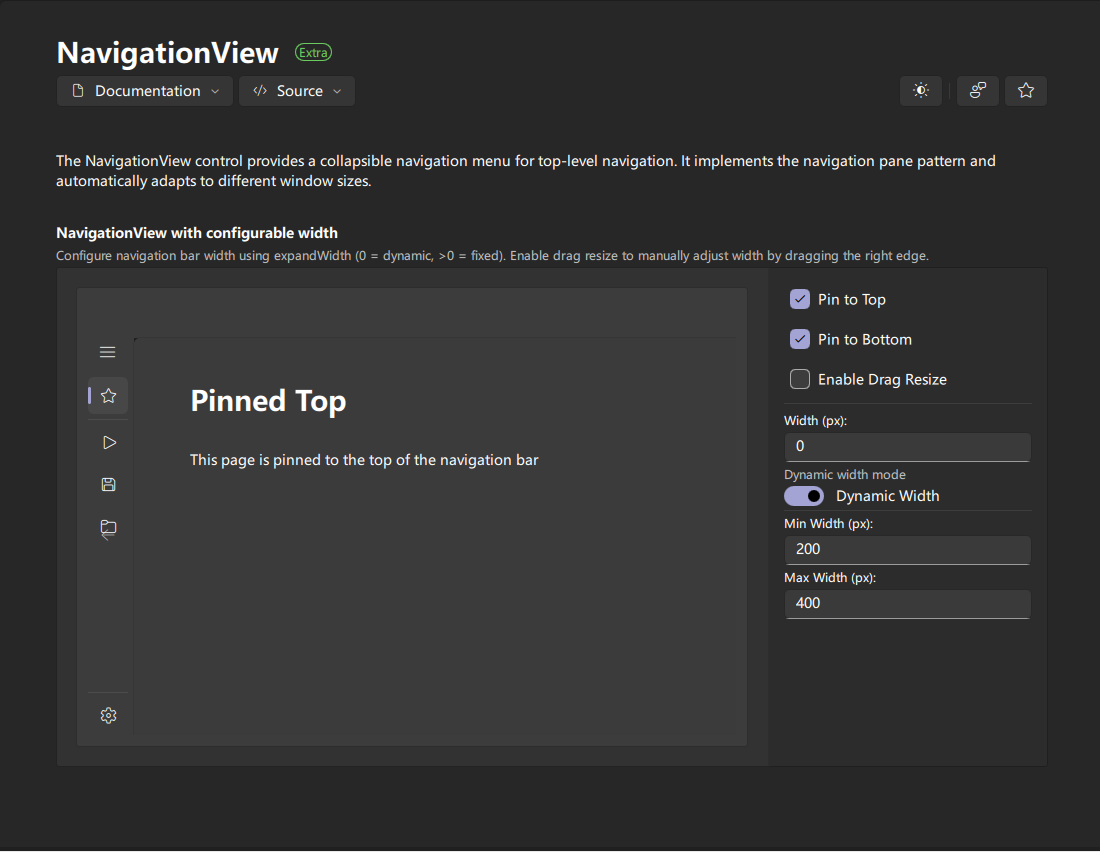 NavigationView Extra
Documentation Source
The NavigationView control provides a collapsible navigation menu for top-level navigation. It implements the navigation pane pattern and
automatically adapts to different window sizes.
NavigationView with configurable width
Configure navigation bar width using expandWidth (0 = dynamic, >0 = fixed). Enable drag resize to manually adjust width by dragging the right edge.
Pinned Top
This page is pinned to the top of the navigation bar
Pin to Top
Pin to Bottom
Enable Drag Resize
Width (px):
0
Dynamic width mode
Dynamic Width
Min Width (px):
200
Max Width (px):
400